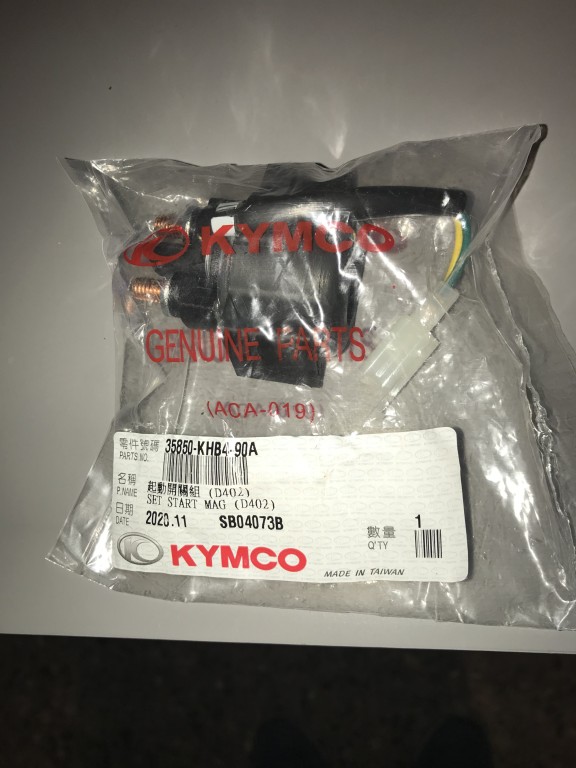 KYMCO
GENUINE PARTS
.(ACA-019)
零件號碼 35850-KHB4-90A
PARTS NO.
名稱 起動開關組 (D402)
P.NAME SET START MAG (D402)
日期 2020.11 SB04073B
DATE
數量 1
Q'TY
KYMCO
MADE IN TAIWAN